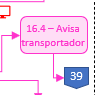 16.4 – Avisa
transportador
39